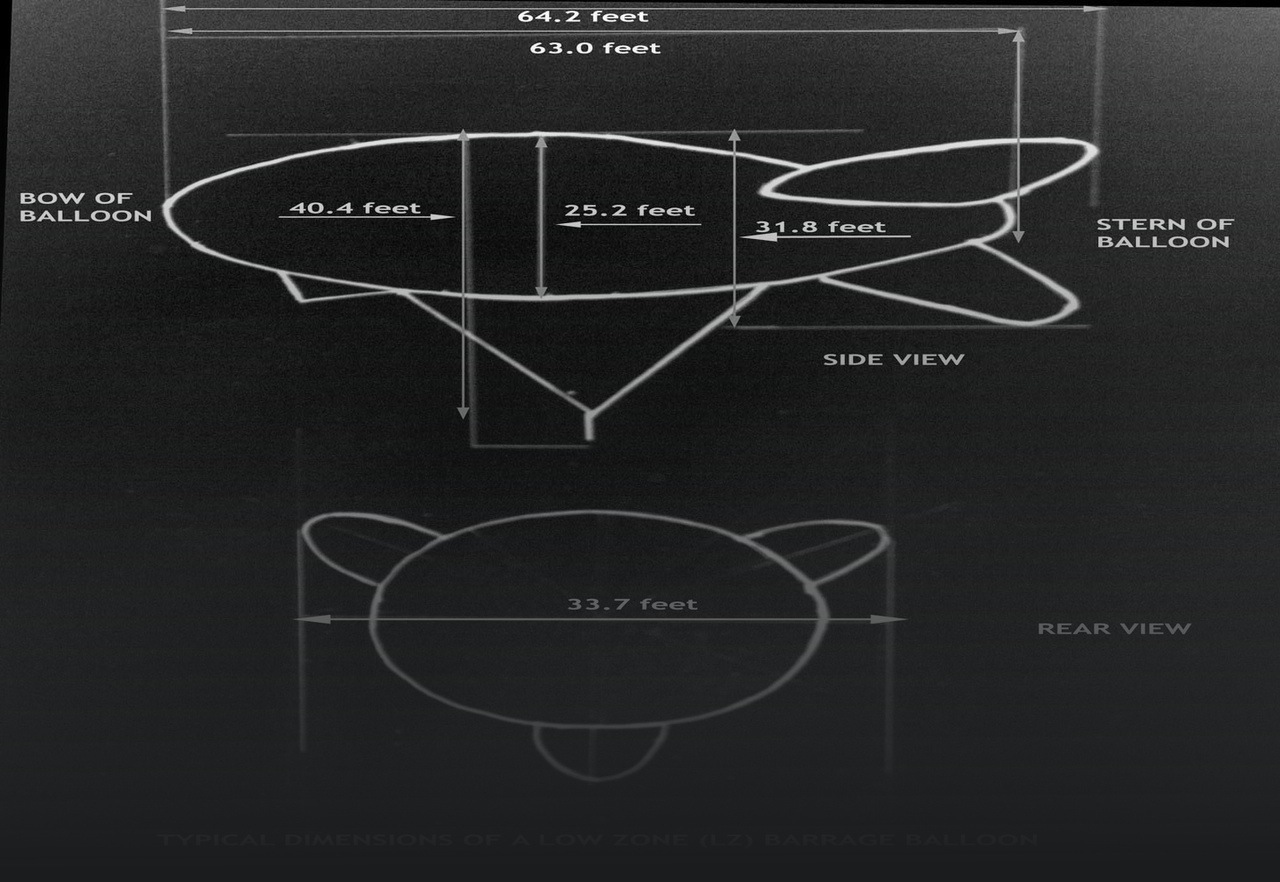 64.2 feet
63.0 feet
BOW OF
BALLOON
40.4 feet
25.2 feet
31.8 feet
STERN OF
BALLOON
SIDE VIEW
33.7 feet
REAR VIEW
TYPICAL DIMENSIONS OF A LOW ZONE (LZ) BARRAGE BALLOON